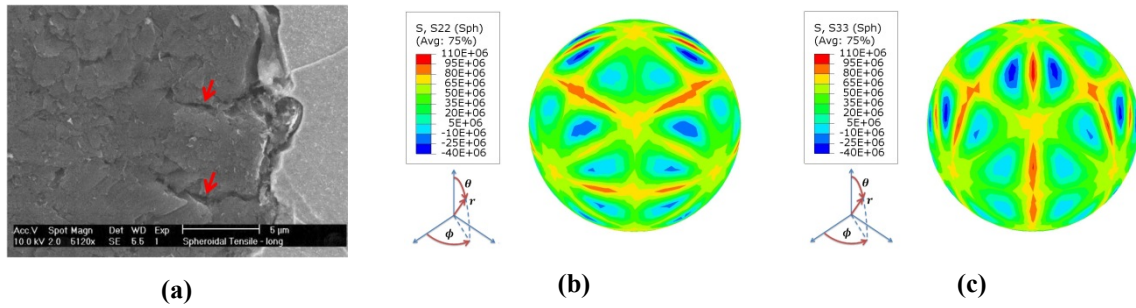 Acc.V Spot Magn Det WD Exp 5 µm
10.0 kV 2.0 5120x SE 5.5 1 Spheroidal Tensile - long
(a)
S, S22 (Sph)
(Avg: 75%)
110E+06
95E+06
80E+06
65E+06
50E+06
35E+06
20E+06
5E+06
-10E+06
-25E+06
-40E+06
θ
r
ϕ
(b)
S, S33 (Sph)
(Avg: 75%)
110E+06
95E+06
80E+06
65E+06
50E+06
35E+06
20E+06
5E+06
-10E+06
-25E+06
-40E+06
θ
r
ϕ
(c)